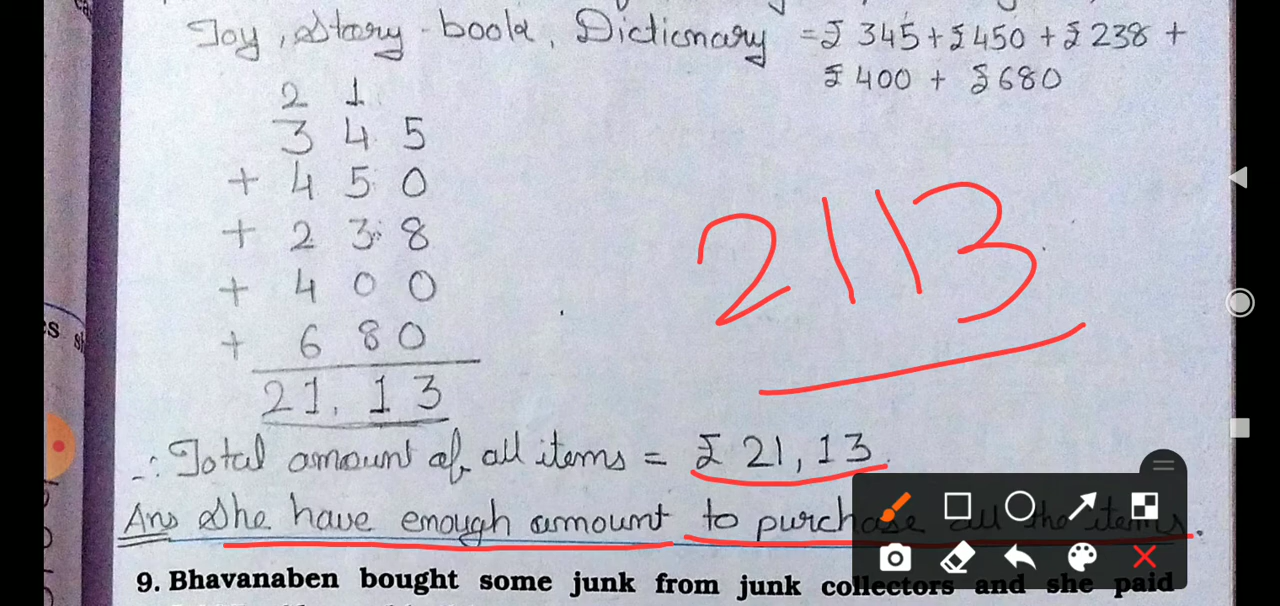 Toy, Story-book, Dictionary = ₹ 345 + ₹ 450 + ₹ 238 +
₹ 400 + ₹ 680
2 1
3 4 5
+ 4 5 0
+ 2 3 8
+ 4 0 0
+ 6 8 0
21, 13
2113
∴ Total amount of all items = ₹ 21,13.
Ans She have enough amount to purchase all the items.
9. Bhavanaben bought some junk from junk collectors and she paid